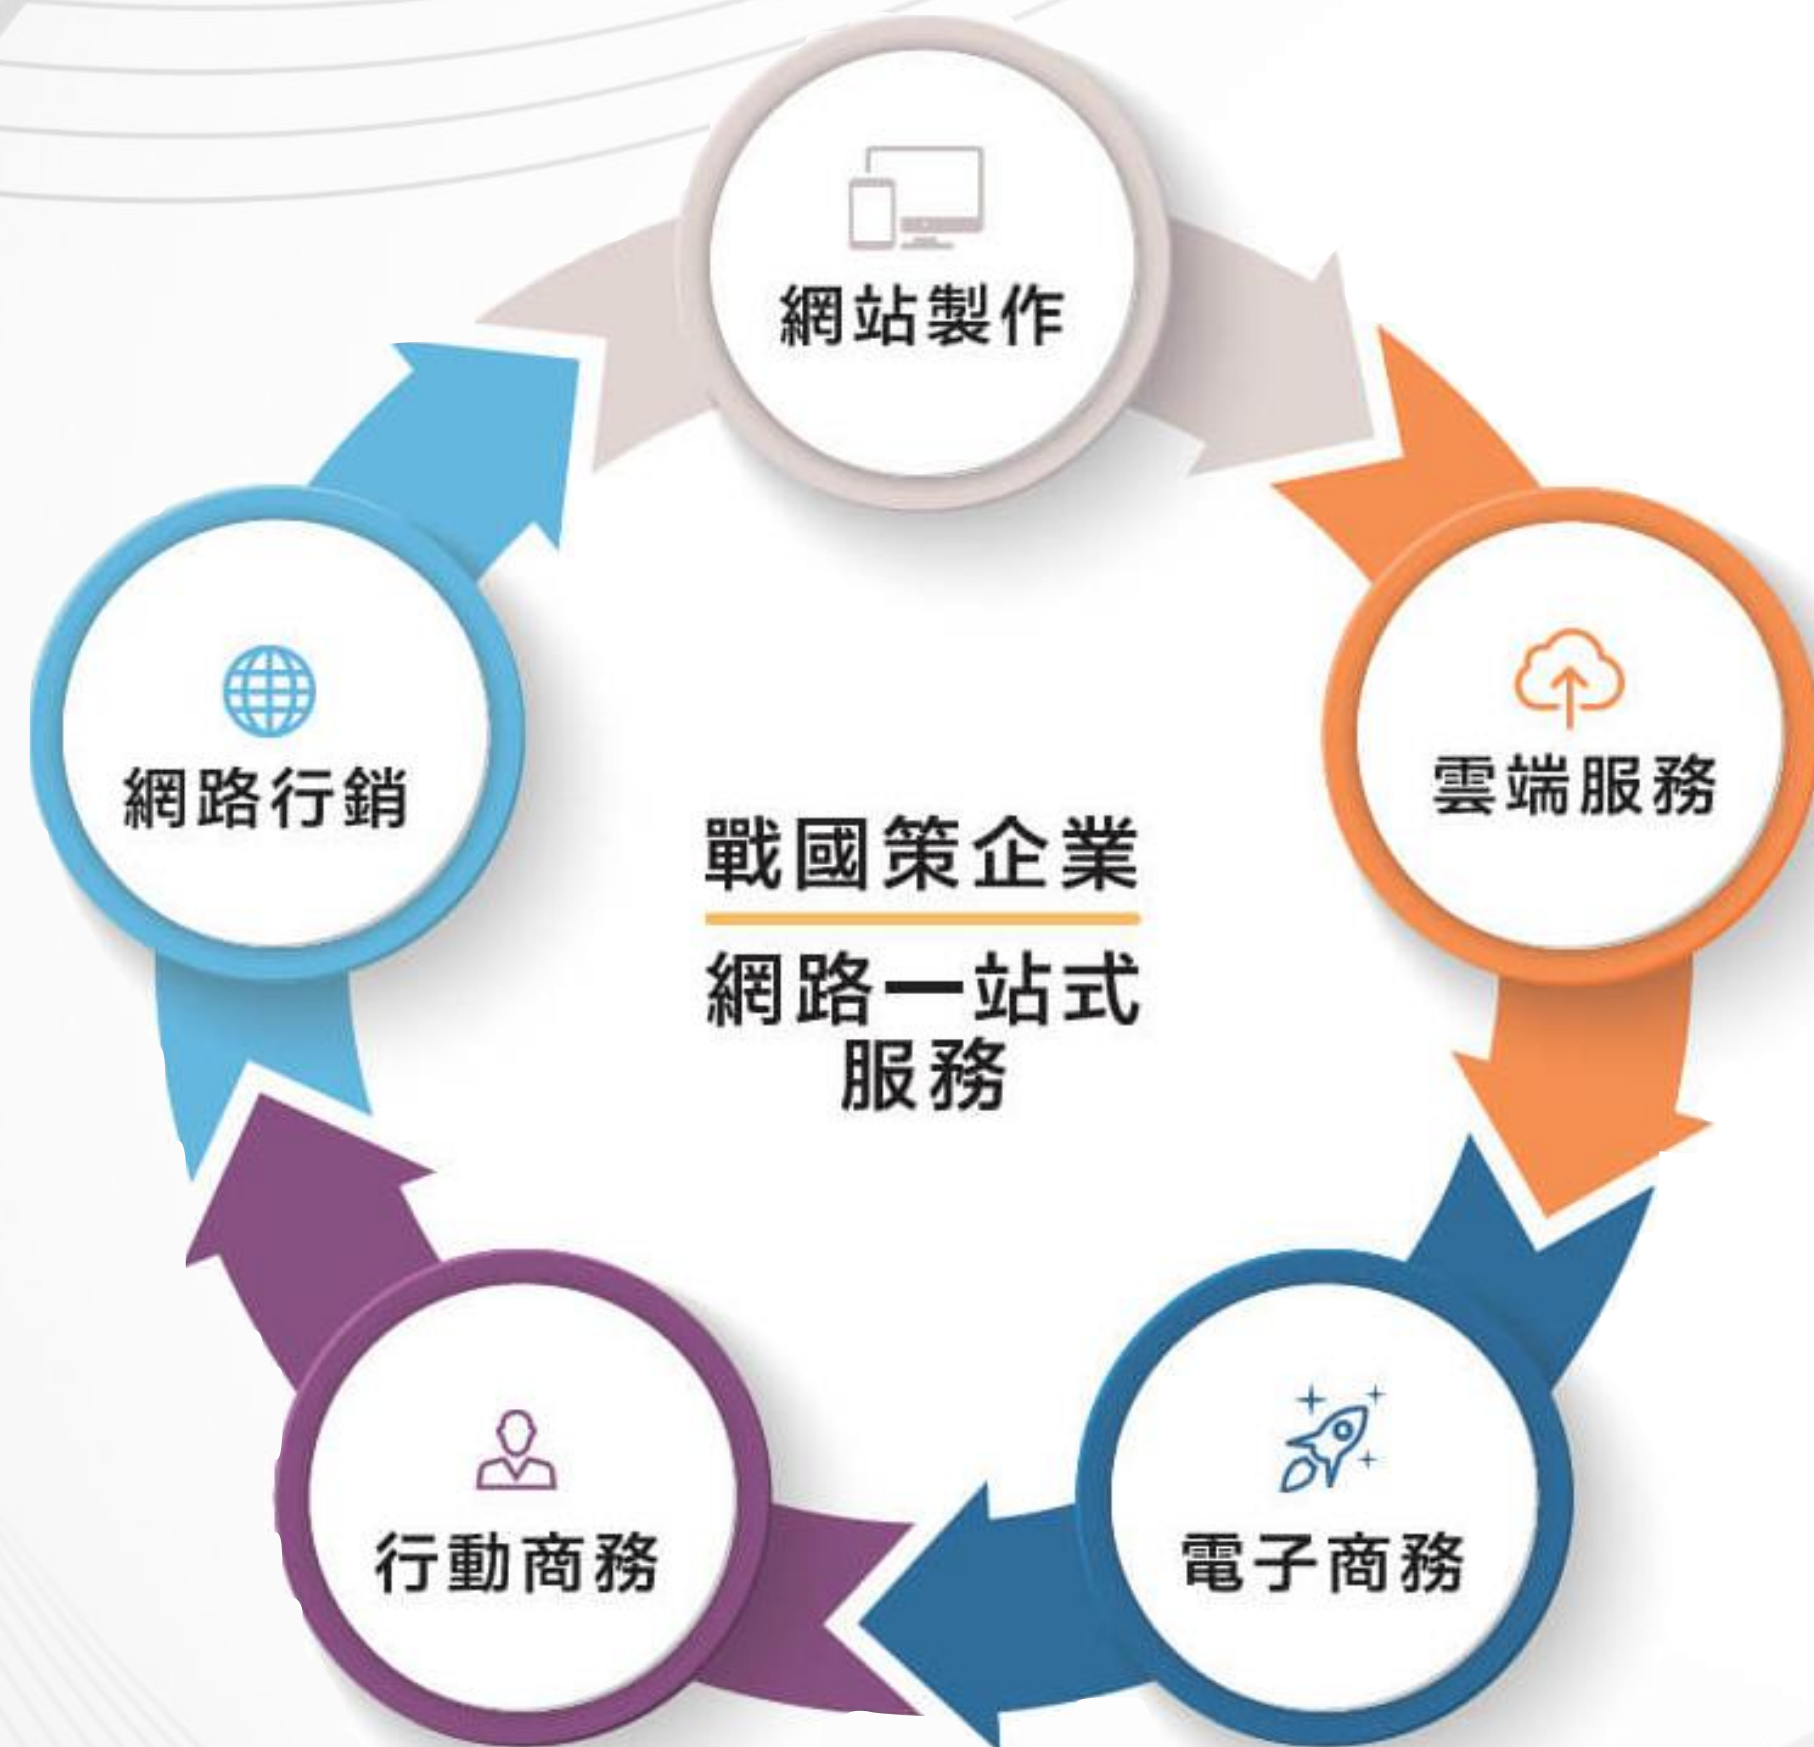 網站製作
雲端服務
電子商務
行動商務
網路行銷
戰國策企業
網路一站式
服務